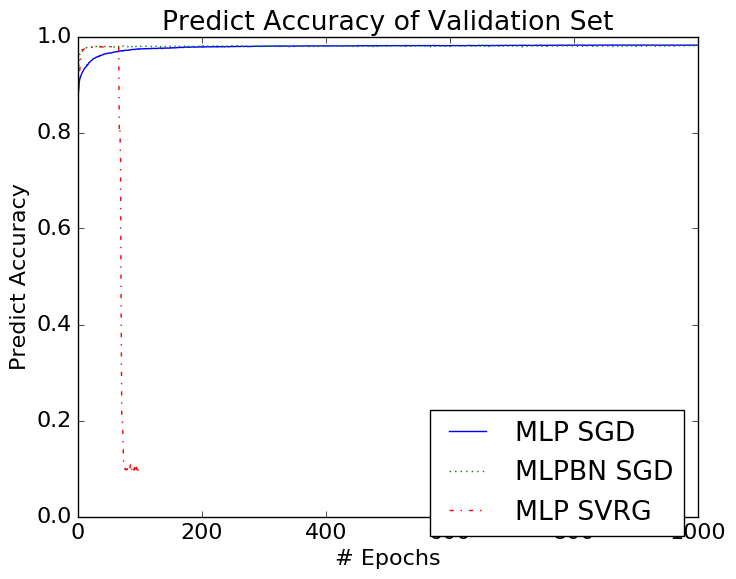 Predict Accuracy of Validation Set
1.0
0.8
0.6
0.4
0.2
0.0
Predict Accuracy
MLP SGD
MLPBN SGD
MLP SVRG
0 200 400 1000
# Epochs